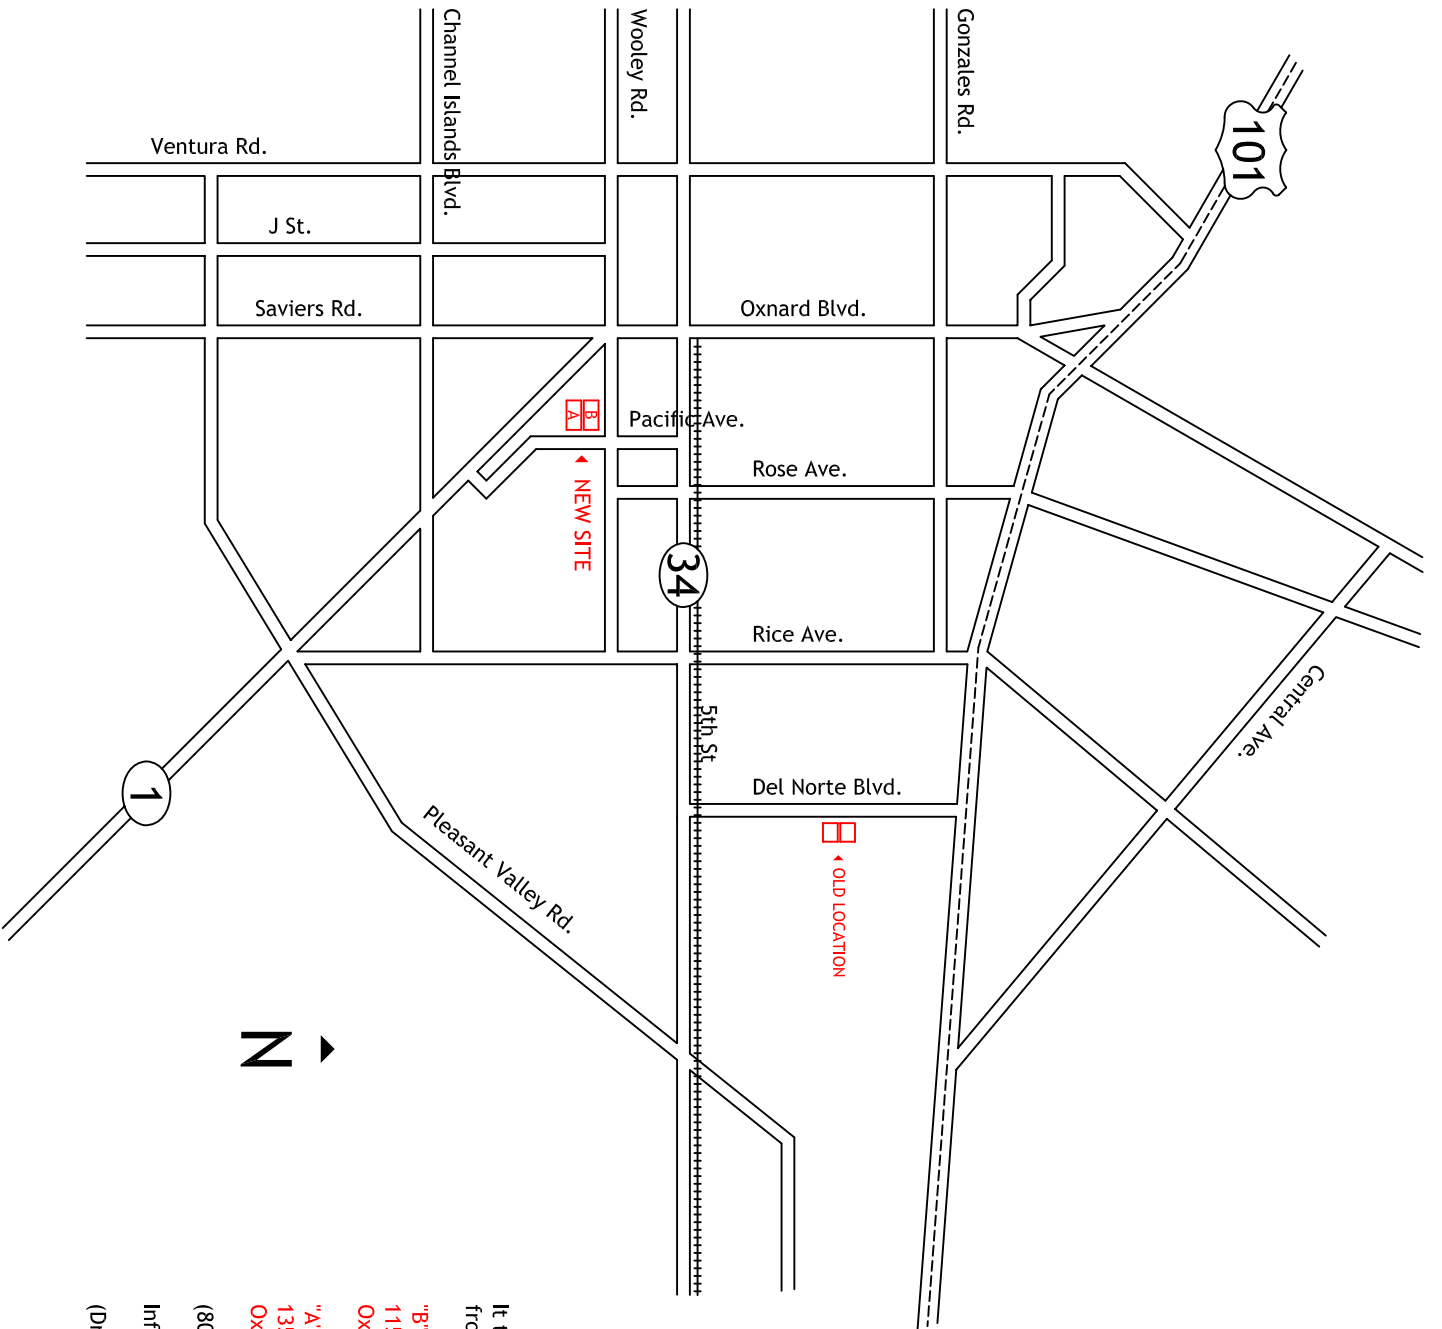 Gonzales Rd.
Wooley Rd.
Channel Islands Blvd.
101
Ventura Rd.
J St.
Saviers Rd.
Oxnard Blvd.
B
A
Pacific Ave.
NEW SITE
Rose Ave.
34
Rice Ave.
5th St
Central Ave.
Del Norte Blvd.
OLD LOCATION
1
Pleasant Valley Rd.
N
It
"B"
"A"